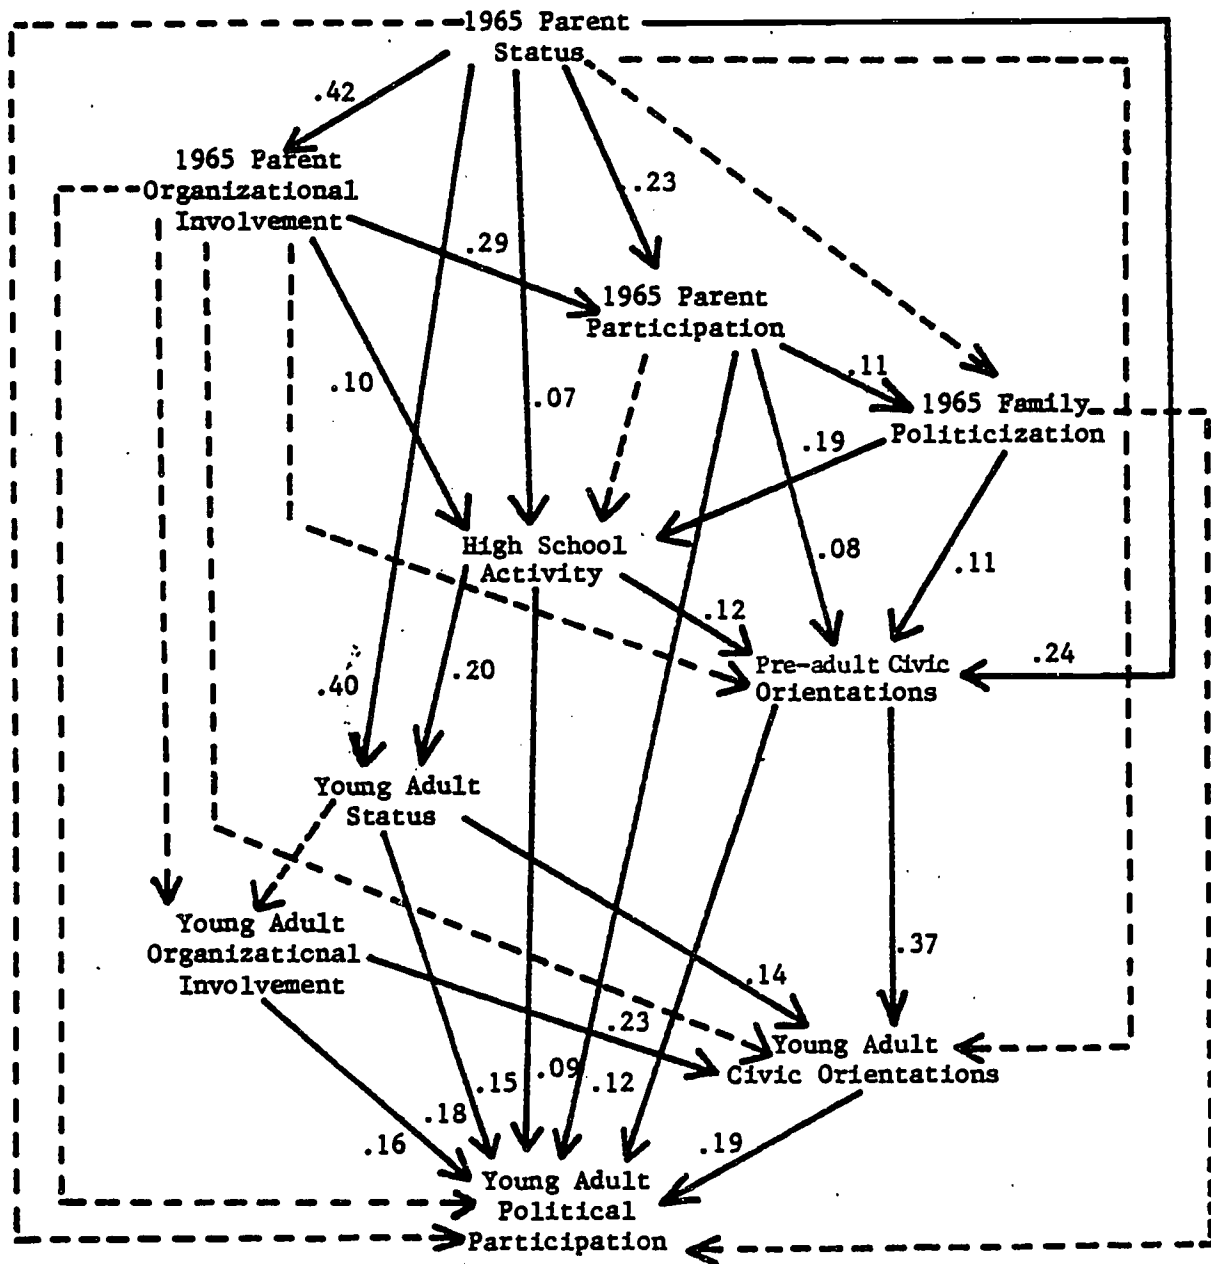 1965 Parent
Status
.42
1965 Parent
Organizational
Involvement
.23
.29
1965 Parent
Participation
.10
.07
.11
1965 Family
Politicization
.19
High School
Activity
.08
.11
.12
.40
.20
Pre-adult Civic
Orientations
.24
Young Adult
Status
Young Adult
Organizational
Involvement
.37
.14
.23
Young Adult
Civic Orientations
.15
.09
.12
.18
.16
.19
Young Adult
Political
Participation